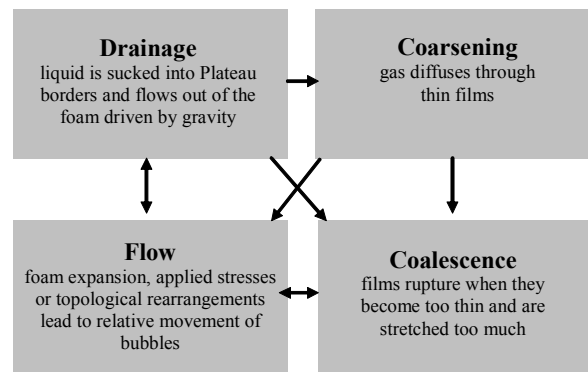 Drainage
liquid is sucked into Plateau
borders and flows out of the
foam driven by gravity
Coarsening
gas diffuses through
thin films
Flow
foam expansion, applied stresses
or topological rearrangements
lead to relative movement of
bubbles
Coalescence
films rupture when they
become too thin and are
stretched too much